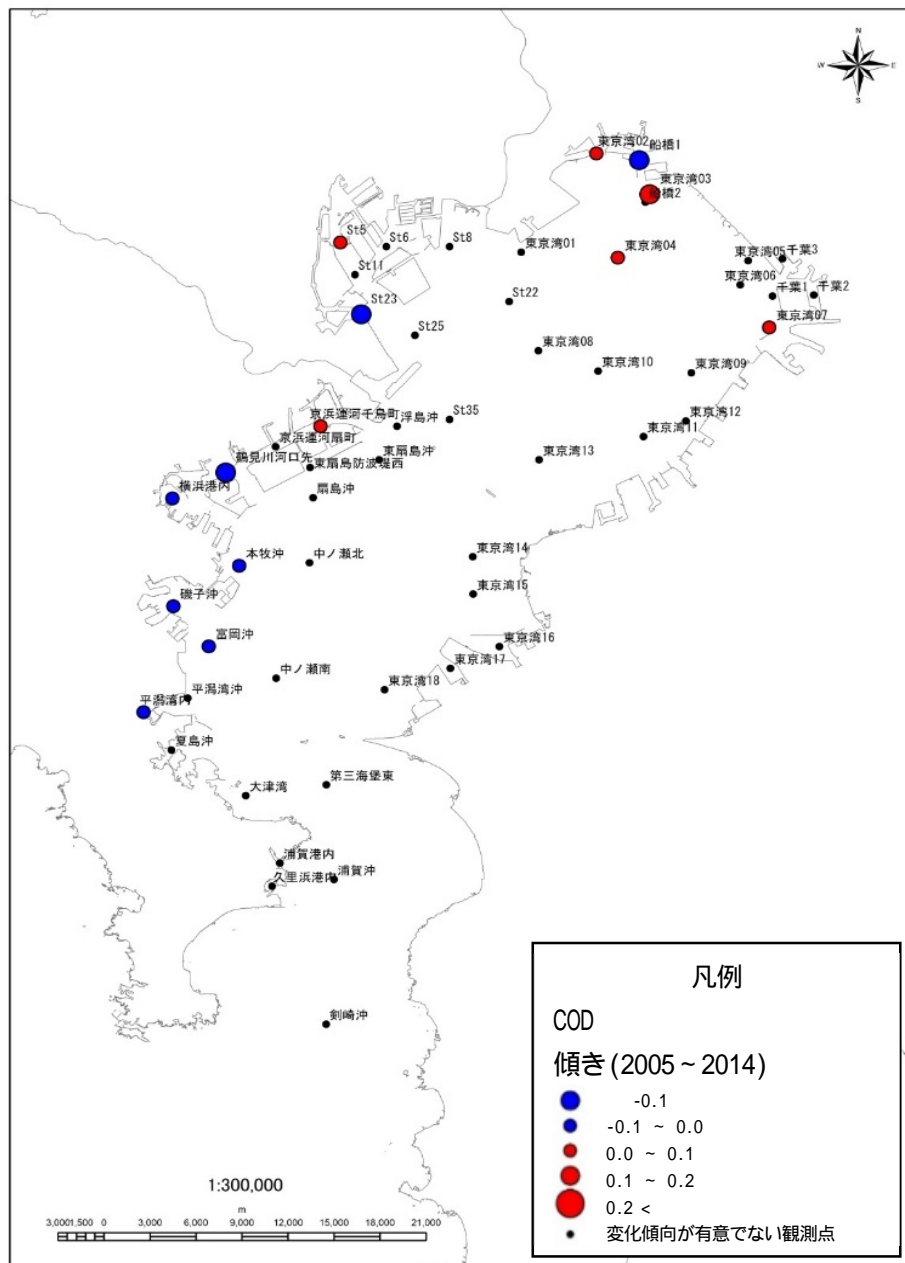 N
W E
S
東京湾02 船橋1
東京湾03
船橋2
St5 St6 St8
東京湾01 東京湾04
東京湾05 千葉3
St11
東京湾06
St23 St22 千葉1 千葉2
東京湾07
St25
東京湾08
東京湾10 東京湾09
京浜運河千鳥町 浮島沖 St35
東京湾12
東京湾11
京浜運河扇町
鶴見川河口先 東扇島沖 東京湾13
東扇島防波堤西
横浜港内 扇島沖
本牧沖 中ノ瀬北 東京湾14
東京湾15
磯子沖
富岡沖 東京湾16
東京湾17
中ノ瀬南
東京湾18
平潟湾沖
平潟湾内
夏島沖
第三海堡東
大津湾
浦賀港内
久里浜港内 浦賀沖
剣崎沖
凡例
COD
傾き(2005~2014)
-0.1
-0.1 ~ 0.0
0.0 ~ 0.1
0.1 ~ 0.2
0.2 <
変化傾向が有意でない観測点
1:300,000
m
3,0001,500 0 3,000 6,000 9,000 12,000 15,000 18,000 21,000